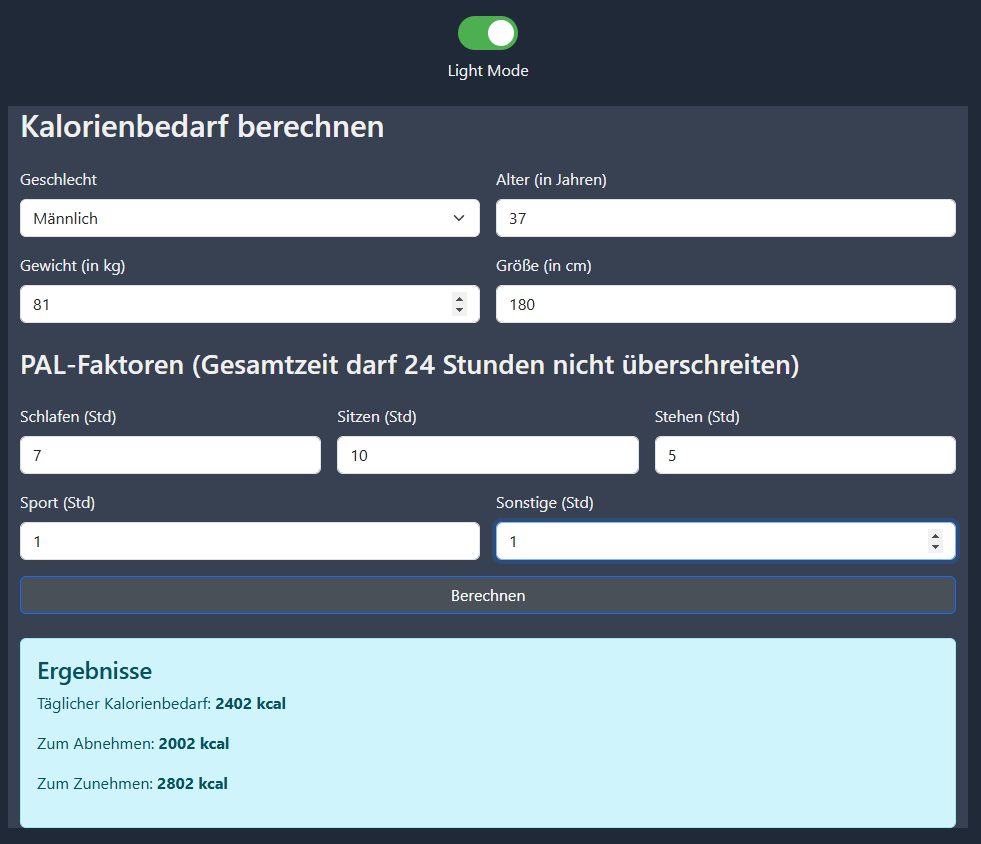 Light Mode
Kalorienbedarf berechnen
Geschlecht
Alter (in Jahren)
Männlich
37
Gewicht (in kg)
Größe (in cm)
81
180
PAL-Faktoren (Gesamtzeit darf 24 Stunden nicht überschreiten)
Schlafen (Std)
Sitzen (Std)
Stehen (Std)
7
10
5
Sport (Std)
Sonstige (Std)
1
1
Berechnen
Ergebnisse
Täglicher Kalorienbedarf: 2402 kcal
Zum Abnehmen: 2002 kcal
Zum Zunehmen: 2802 kcal